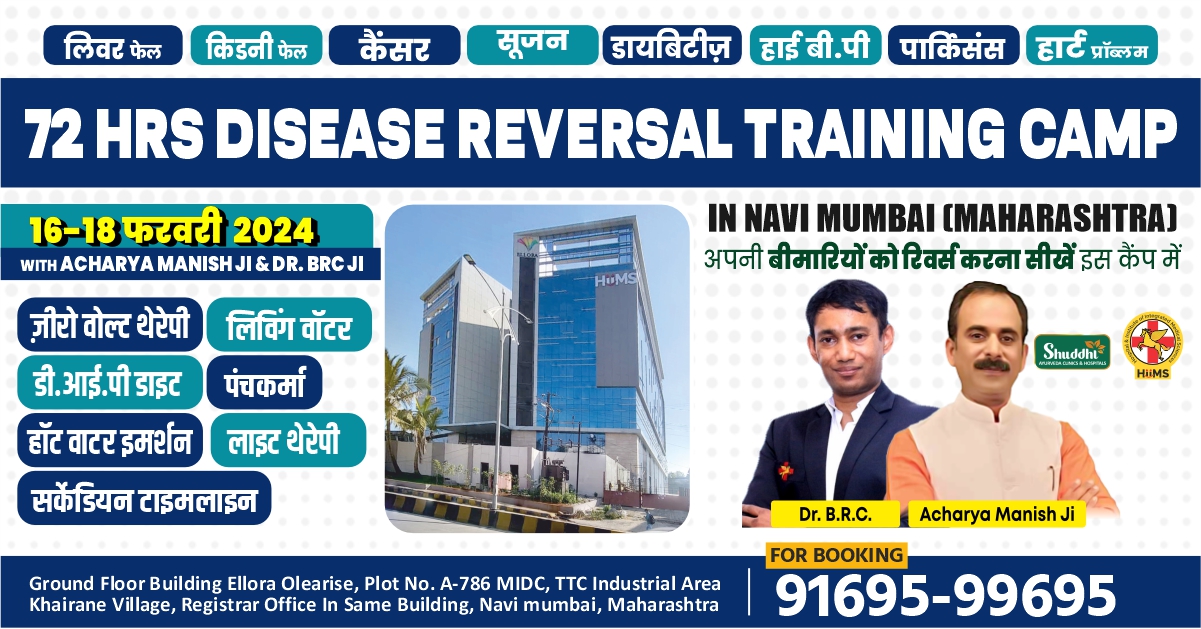 लिवर फेल
किडनी फेल
कैंसर
सूजन
डायबिटीज़
हाई बी.पी
पार्किंसंस
हार्ट प्रॉब्लम
72 HRS DISEASE REVERSAL TRAINING CAMP
16-18 फरवरी 2024
WITH ACHARYA MANISH JI & DR. BRC JI
ज़ीरो वोल्ट थेरेपी
लिविंग वॉटर
डी.आई.पी डाइट
पंचकर्मा
हॉट वाटर इमर्शन
लाइट थेरेपी
सर्केडियन टाइमलाइन
HiiMS
IN NAVI MUMBAI (MAHARASHTRA)
अपनी बीमारियों को रिवर्स करना सीखें इस कैंप में
Shuddhi
AYURVEDA CLINICS & HOSPITALS
HiiMS
Dr. B.R.C.
Acharya Manish Ji
Ground Floor Building Ellora Olearise, Plot No. A-786 MIDC, TTC Industrial Area
Khairane Village, Registrar Office In Same Building, Navi mumbai, Maharashtra
FOR BOOKING
91695-99695